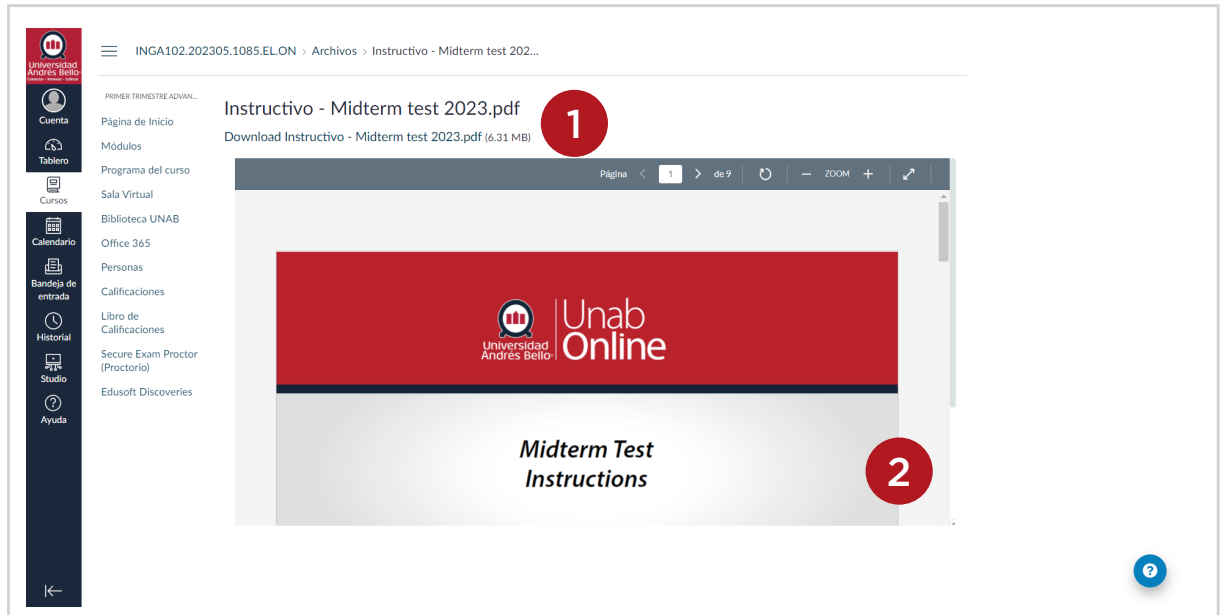 Universidad
Andrés Bello
Conectar - Innovar - Liderar
INGA102.202305.1085.EL.ON > Archivos > Instructivo - Midterm test 202...
Cuenta
Tablero
Cursos
Calendario
Bandeja de
entrada
Historial
Studio
Ayuda
PRIMER TRIMESTRE ADVAN...
Página de Inicio
Módulos
Programa del curso
Sala Virtual
Biblioteca UNAB
Office 365
Personas
Calificaciones
Libro de
Calificaciones
Secure Exam Proctor
(Proctorio)
Edusoft Discoveries
Instructivo - Midterm test 2023.pdf
1
Download Instructivo - Midterm test 2023.pdf (6.31 MB)
Página < 1 > de 9 − ZOOM +
Universidad
Andrés Bello
Unab
Online
Midterm Test
Instructions
2
?